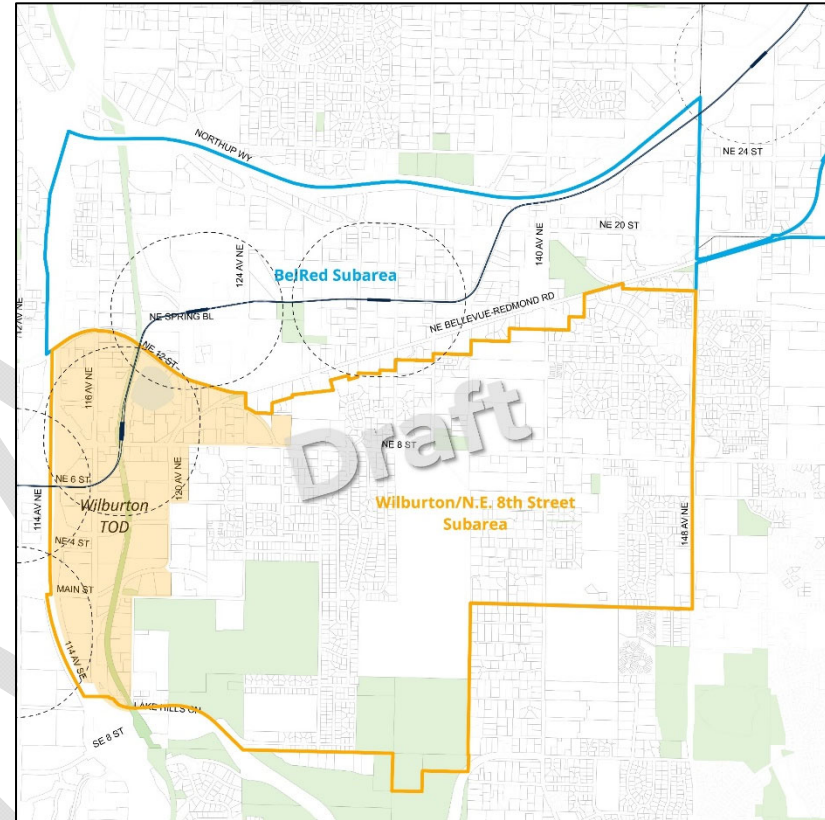 NORTHUP WY
NE 24 ST
NE 20 ST
140 AV NE
124 AV NE
BelRed Subarea
NE SPRING BL
NE BELLEVUE-REDMOND RD
NE 12 ST
116 AV NE
Draft
NE 8 ST
120 AV NE
NE 6 ST
Wilburton
TOD
Wilburton/N.E. 8th Street
Subarea
114 AV NE
148 AV NE
NE 4 ST
MAIN ST
114 AV SE
LAKE HILLS CN
SE 8 ST